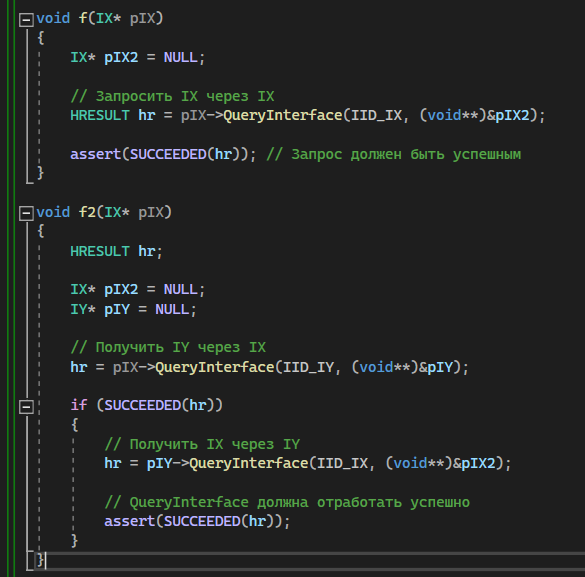 void f(IX* pIX)
{
IX* pIX2 = NULL;
// Запросить IX через IX
HRESULT hr = pIX->QueryInterface(IID_IX, (void**)&pIX2);
assert(SUCCEEDED(hr)); // Запрос должен быть успешным
}
void f2(IX* pIX)
{
HRESULT hr;
IX* pIX2 = NULL;
IY* pIY = NULL;
// Получить IY через IX
hr = pIX->QueryInterface(IID_IY, (void**)&pIY);
if (SUCCEEDED(hr))
{
// Получить IX через IY
hr = pIY->QueryInterface(IID_IX, (void**)&pIX2);
// QueryInterface должна отработать успешно
assert(SUCCEEDED(hr));
}
}